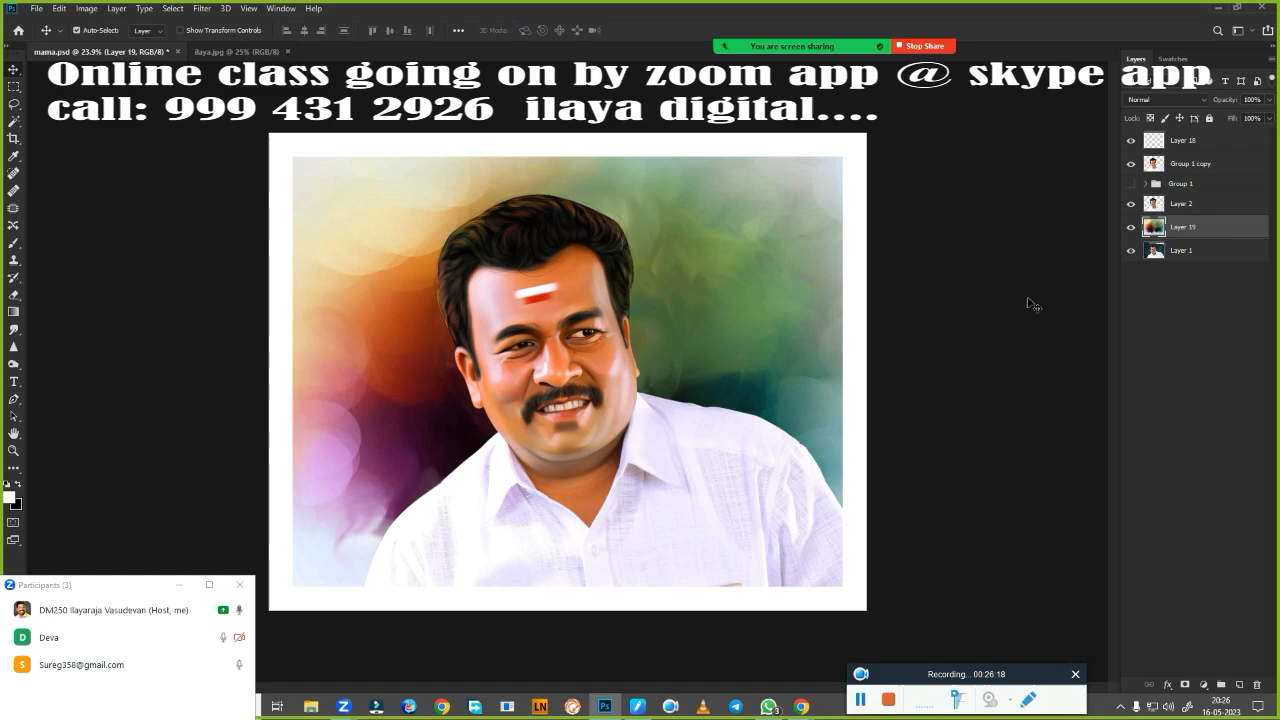 File Edit Image Layer Type Select Filter 3D View Window Help
Auto-Select: Layer Show Transform Controls 3D Mode:
mama.psd @ 23.9% (Layer 19, RGB/8) * × ilaya.jpg @ 25% (RGB/8) ×
You are screen sharing Stop Share
Online class going on by zoom app @ skype app
call: 999 431 2926 ilaya digital....
Layers Swatches
Normal Opacity: 100%
Lock: Fill: 100%
Layer 18
Group 1 copy
Group 1
Layer 2
Layer 19
Layer 1
Participants (3)
DM250 Ilayaraja Vasudevan (Host, me)
D Deva
S Sureg358@gmail.com
Recording... 00:26:18
20:26
16-05-2023